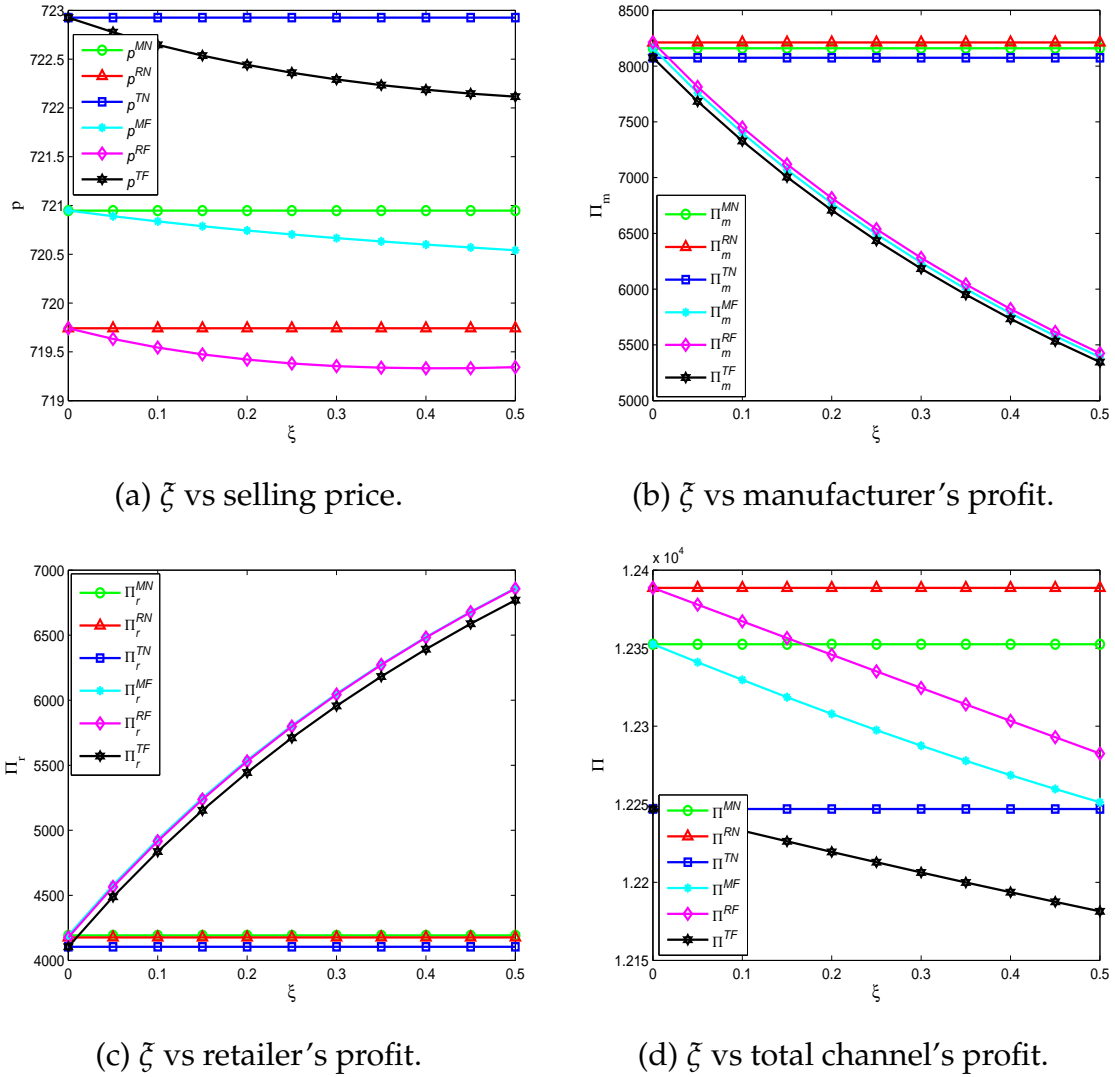 723
722.5
722
721.5
721
720.5
720
719.5
719
p
p^MN
p^RN
p^TN
p^MF
p^RF
p^TF
0 0.1 0.2 0.3 0.4 0.5
ξ
(a) ξ vs selling price.
8500
8000
7500
7000
6500
6000
5500
5000
Π_m
Π_m^MN
Π_m^RN
Π_m^TN
Π_m^MF
Π_m^RF
Π_m^TF
0 0.1 0.2 0.3 0.4 0.5
ξ
(b) ξ vs manufacturer's profit.
7000
6500
6000
5500
5000
4500
4000
Π_r
Π_r^MN
Π_r^RN
Π_r^TN
Π_r^MF
Π_r^RF
Π_r^TF
0 0.1 0.2 0.3 0.4 0.5
ξ
(c) ξ vs retailer's profit.
x 10^4
1.24
1.235
1.23
1.225
1.22
1.215
Π
Π^MN
Π^RN
Π^TN
Π^MF
Π^RF
Π^TF
0 0.1 0.2 0.3 0.4 0.5
ξ
(d) ξ vs total channel's profit.